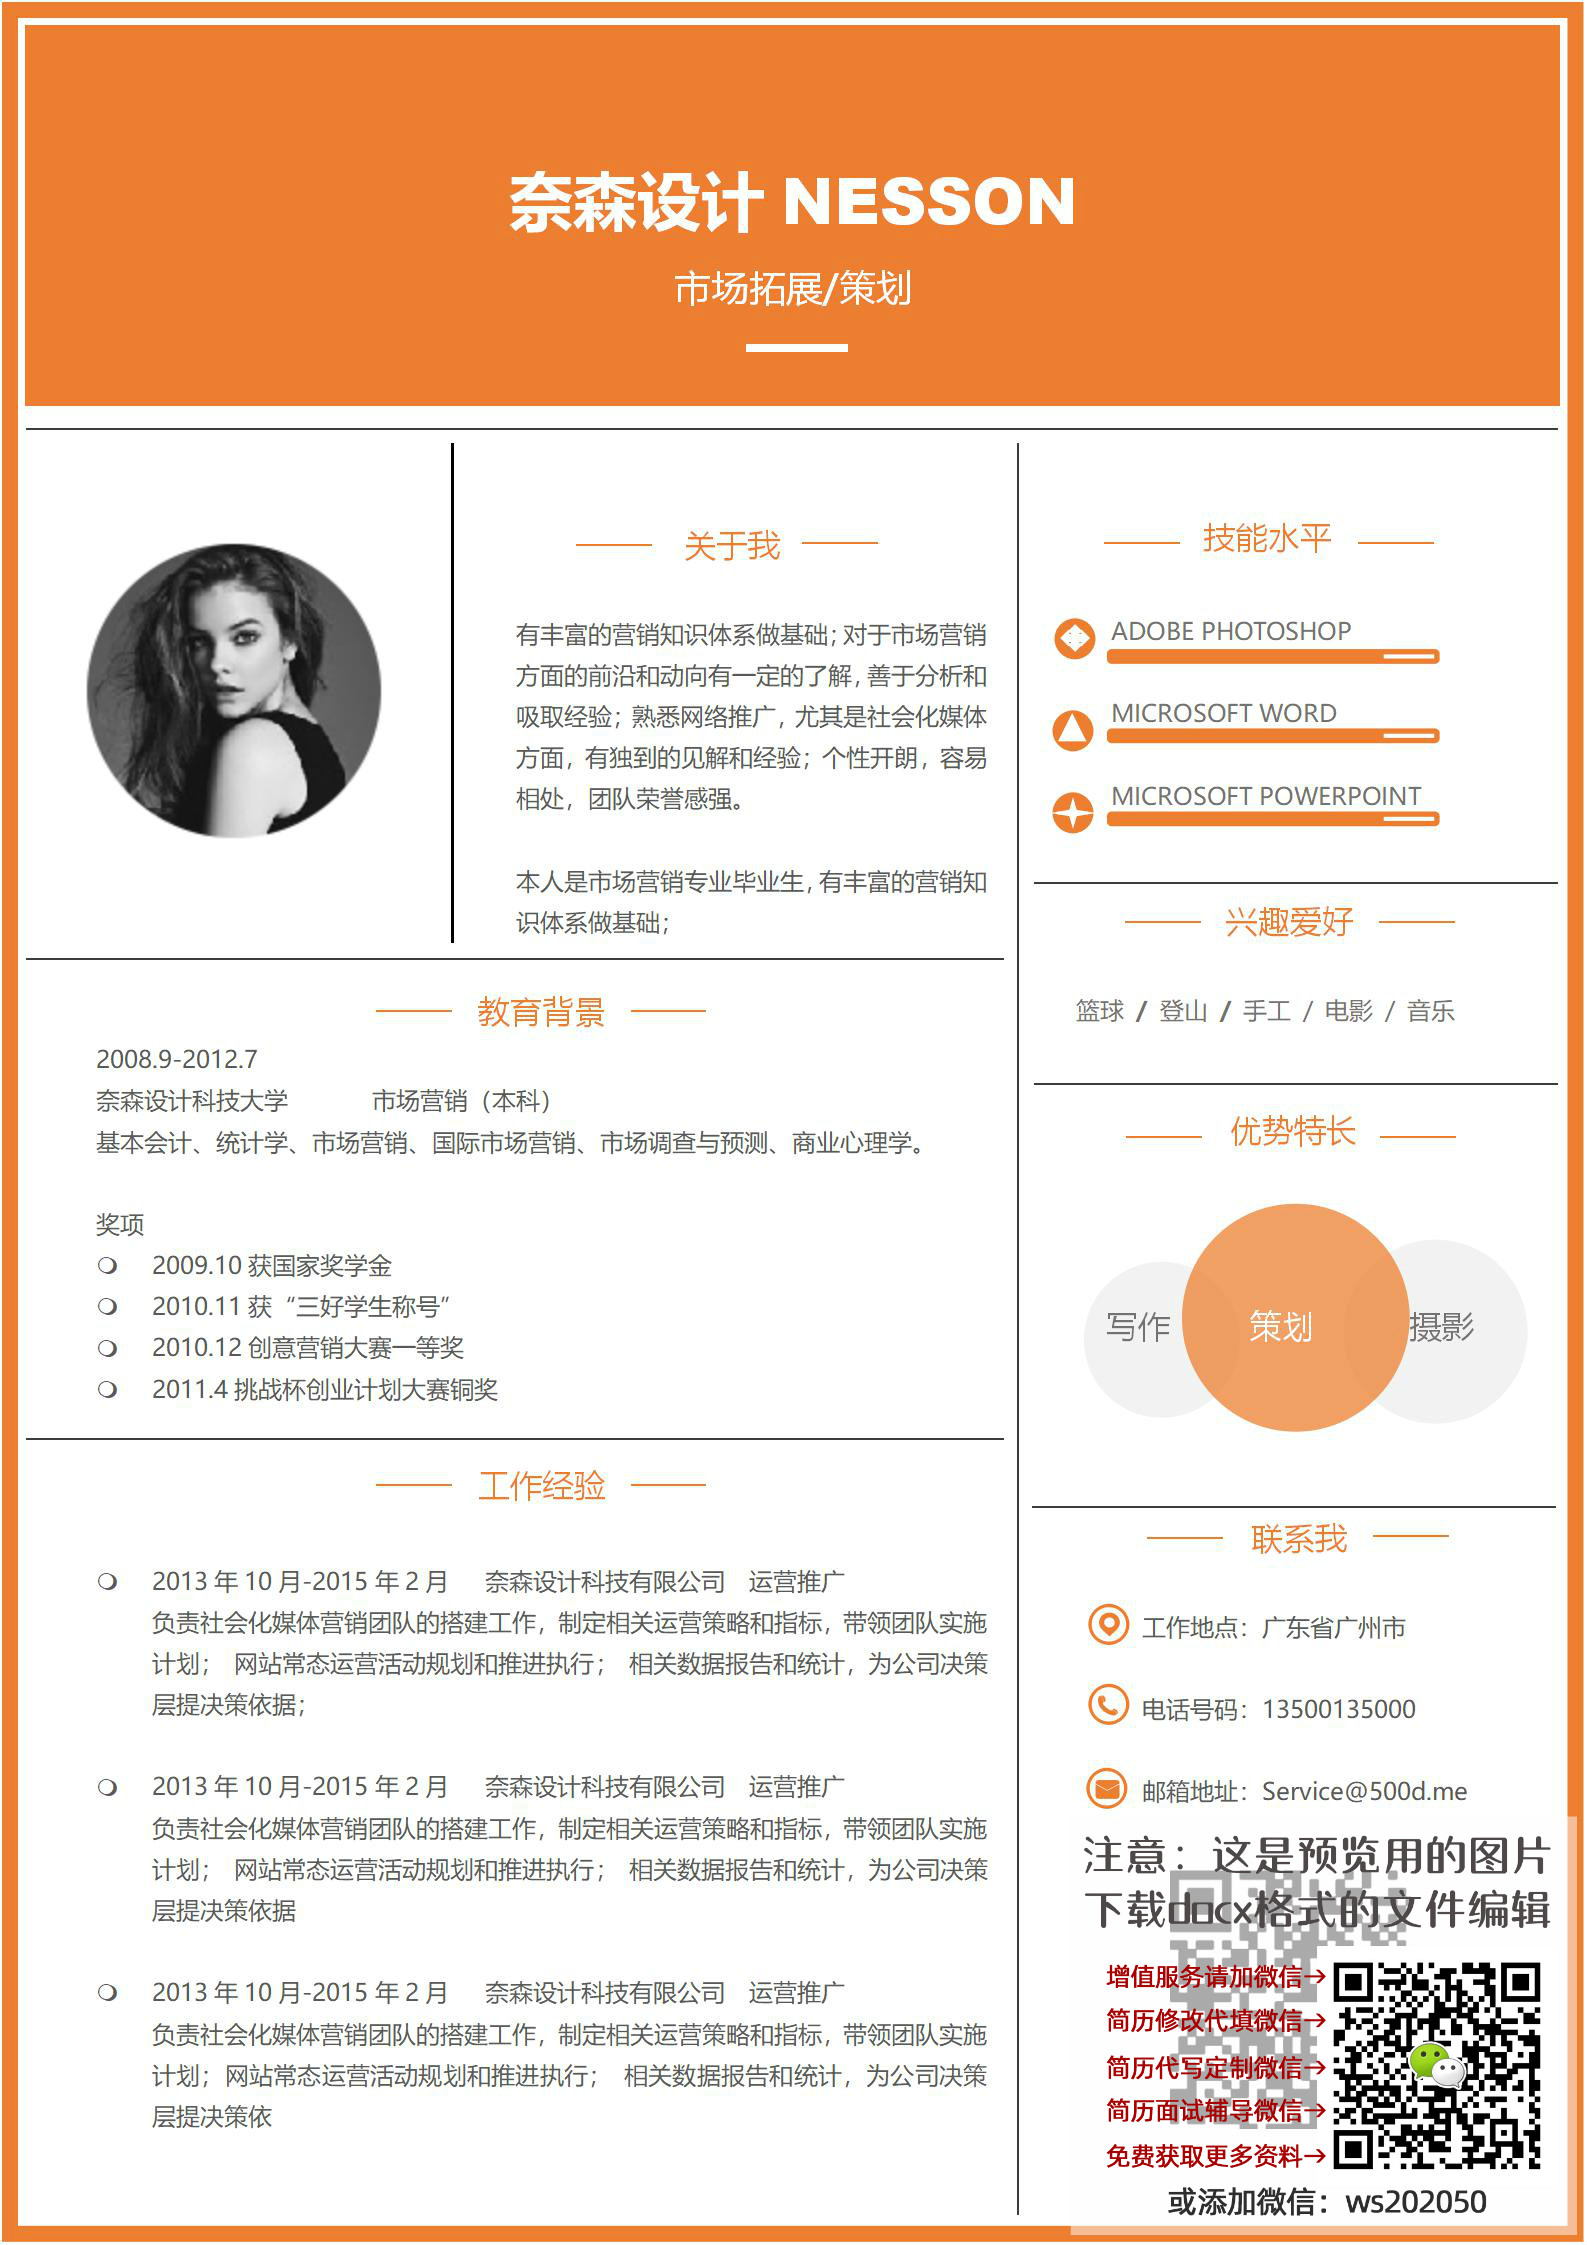 奈森设计 NESSON
市场拓展/策划
关于我
有丰富的营销知识体系做基础；对于市场营销
方面的前沿和动向有一定的了解，善于分析和
吸取经验；熟悉网络推广，尤其是社会化媒体
方面，有独到的见解和经验；个性开朗，容易
相处，团队荣誉感强。
本人是市场营销专业毕业生，有丰富的营销知
识体系做基础；
教育背景
2008.9-2012.7
奈森设计科技大学 市场营销（本科）
基本会计、统计学、市场营销、国际市场营销、市场调查与预测、商业心理学。
奖项
2009.10 获国家奖学金
2010.11 获“三好学生称号”
2010.12 创意营销大赛一等奖
2011.4 挑战杯创业计划大赛铜奖
工作经验
2013 年 10 月-2015 年 2 月 奈森设计科技有限公司 运营推广
负责社会化媒体营销团队的搭建工作，制定相关运营策略和指标，带领团队实施
计划； 网站常态运营活动规划和推进执行； 相关数据报告和统计，为公司决策
层提决策依据；
2013 年 10 月-2015 年 2 月 奈森设计科技有限公司 运营推广
负责社会化媒体营销团队的搭建工作，制定相关运营策略和指标，带领团队实施
计划； 网站常态运营活动规划和推进执行； 相关数据报告和统计，为公司决策
层提决策依据
2013 年 10 月-2015 年 2 月 奈森设计科技有限公司 运营推广
负责社会化媒体营销团队的搭建工作，制定相关运营策略和指标，带领团队实施
计划；网站常态运营活动规划和推进执行； 相关数据报告和统计，为公司决策
层提决策依
技能水平
ADOBE PHOTOSHOP
MICROSOFT WORD
MICROSOFT POWERPOINT
兴趣爱好
篮球 / 登山 / 手工 / 电影 / 音乐
优势特长
写作 策划 摄影
联系我
工作地点：广东省广州市
电话号码：13500135000
邮箱地址：Service@500d.me
注意：这是预览用的图片
下载docx格式的文件编辑
增值服务请加微信→
简历修改代填微信→
简历代写定制微信→
简历面试辅导微信→
免费获取更多资料→
或添加微信：ws202050